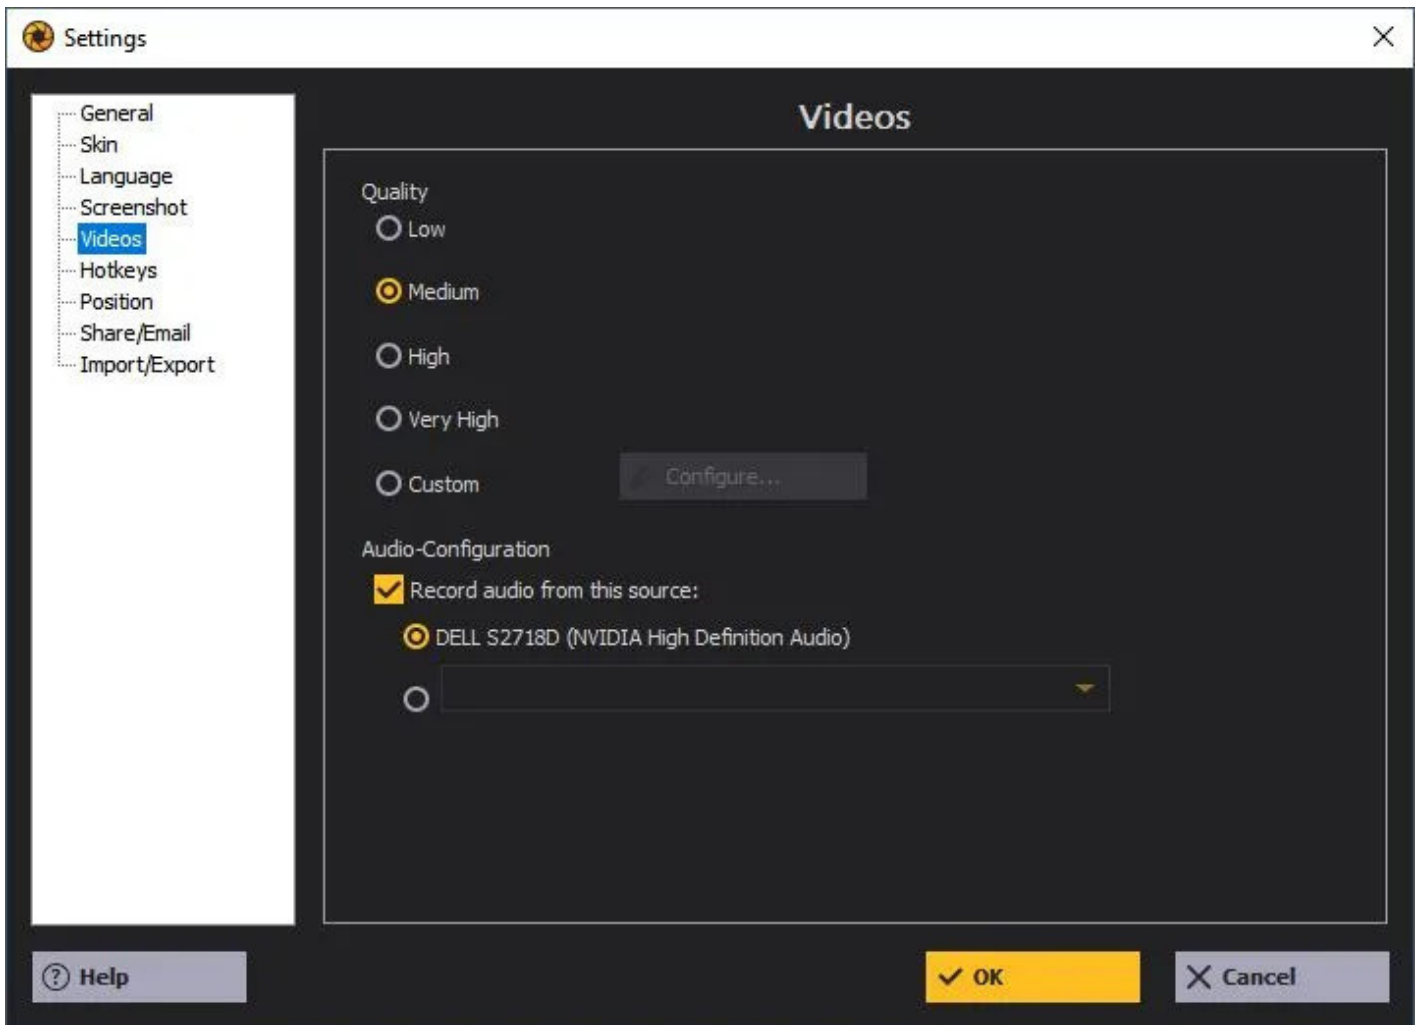 Settings
General
Skin
Language
Screenshot
Videos
Hotkeys
Position
Share/Email
Import/Export
Videos
Quality
Low
Medium
High
Very High
Custom
Configure...
Audio-Configuration
Record audio from this source:
DELL S2718D (NVIDIA High Definition Audio)
Help
OK
Cancel